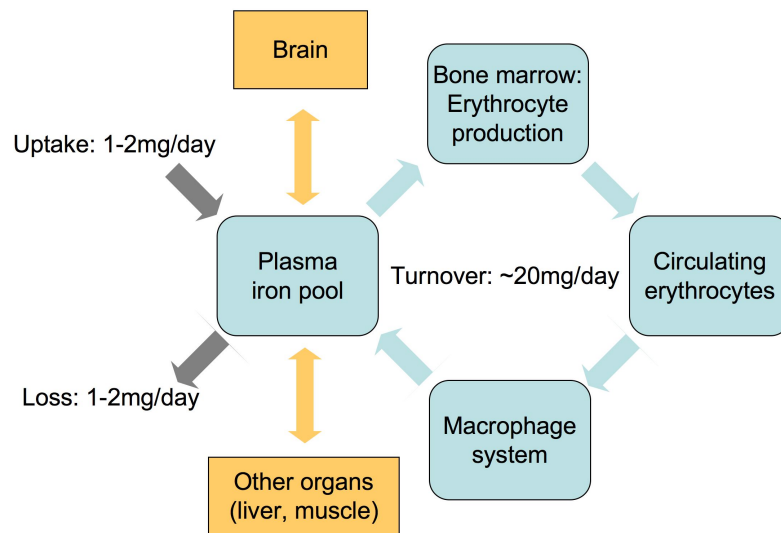 Brain
Bone marrow:
Erythrocyte
production
Uptake: 1-2mg/day
Plasma
iron pool
Turnover: ~20mg/day
Circulating
erythrocytes
Loss: 1-2mg/day
Macrophage
system
Other organs
(liver, muscle)